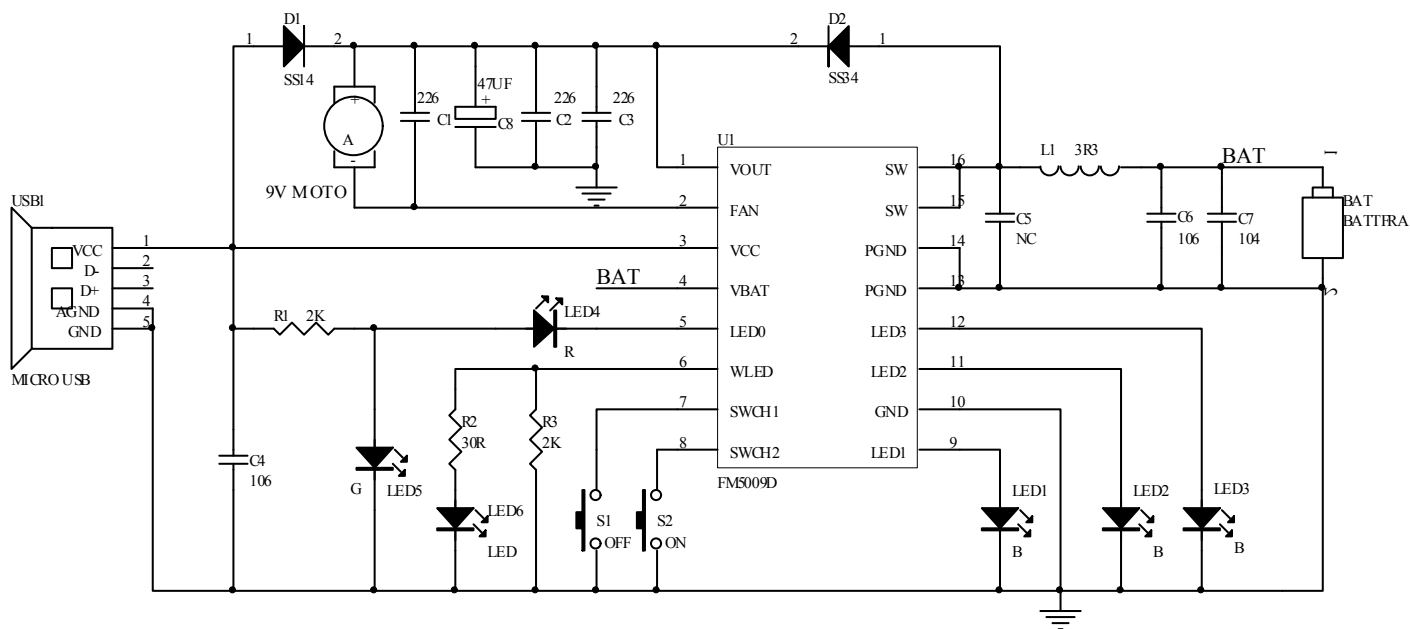 D1
D2
1
2
2
1
SS14
SS34
47UF
226
+
226
226
+
C1
C8
C2
C3
A
-
U1
L1
3R3
BAT
1
1
VOUT
SW
16
9V MOTO
2
FAN
SW
15
C5
NC
C6
106
C7
104
BAT
BATTFRA
USB1
VCC
1
3
VCC
PGND
14
D-
2
BAT
4
VBAT
PGND
13
2
D+
3
AGND
4
GND
5
R1
2K
LED4
R
5
LED0
LED3
12
MICRO USB
6
WLED
LED2
11
7
SWCH1
GND
10
R2
30R
R3
2K
8
SWCH2
LED1
9
C4
106
G
LED5
FM5009D
LED6
LED
S1
OFF
S2
ON
LED1
B
LED2
B
LED3
B